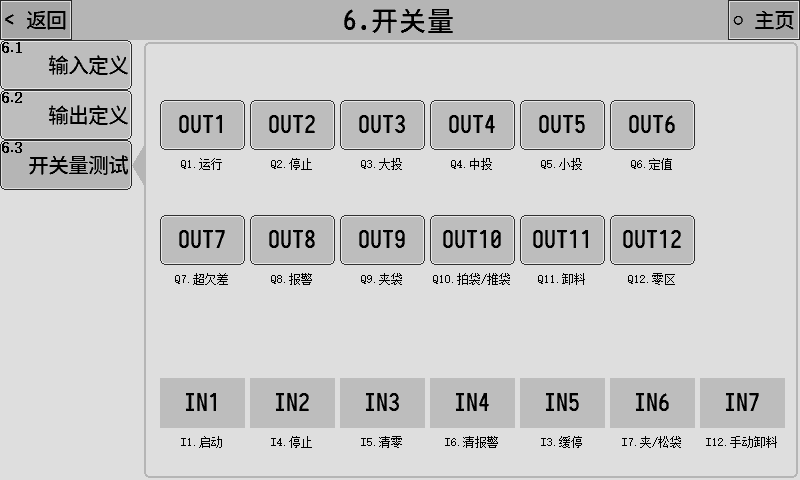 < 返回
6.开关量
○ 主页
6.1
输入定义
6.2
输出定义
6.3
开关量测试
OUT1 OUT2 OUT3 OUT4 OUT5 OUT6
Q1.运行 Q2.停止 Q3.大投 Q4.中投 Q5.小投 Q6.定值
OUT7 OUT8 OUT9 OUT10 OUT11 OUT12
Q7.超欠差 Q8.报警 Q9.夹袋 Q10.拍袋/推袋 Q11.卸料 Q12.零区
IN1 IN2 IN3 IN4 IN5 IN6 IN7
I1.启动 I4.停止 I5.清零 I6.清报警 I3.缓停 I7.夹/松袋 I12.手动卸料